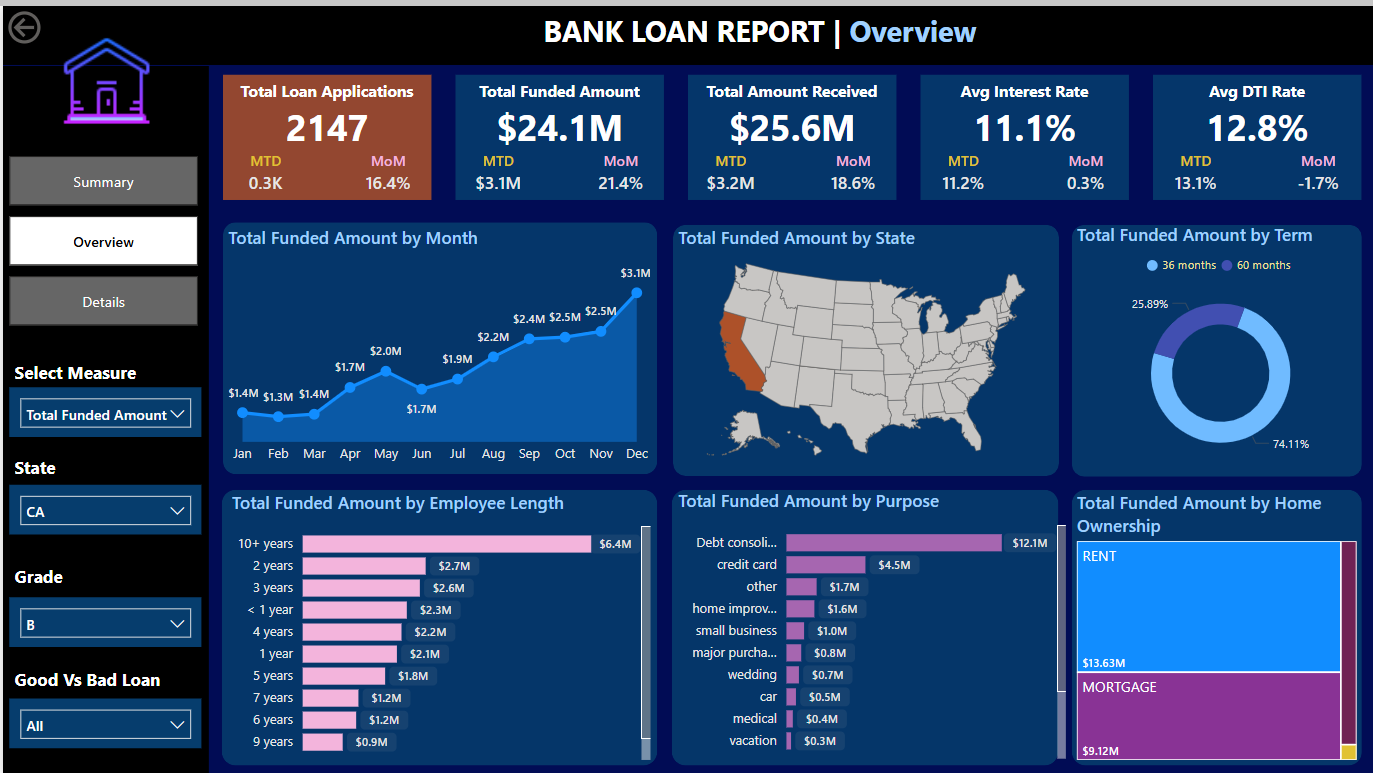 BANK LOAN REPORT | Overview
Summary
Overview
Details
Select Measure
Total Funded Amount
State
CA
Grade
B
Good Vs Bad Loan
All
Total Loan Applications
2147
MTD MoM
0.3K 16.4%
Total Funded Amount
$24.1M
MTD MoM
$3.1M 21.4%
Total Amount Received
$25.6M
MTD MoM
$3.2M 18.6%
Avg Interest Rate
11.1%
MTD MoM
11.2% 0.3%
Avg DTI Rate
12.8%
MTD MoM
13.1% -1.7%
Total Funded Amount by Month
$1.4M $1.3M $1.4M $1.7M $2.0M $1.7M $1.9M $2.2M $2.4M $2.5M $2.5M $3.1M
Jan Feb Mar Apr May Jun Jul Aug Sep Oct Nov Dec
Total Funded Amount by State
Total Funded Amount by Term
36 months 60 months
25.89%
74.11%
Total Funded Amount by Employee Length
10+ years $6.4M
2 years $2.7M
3 years $2.6M
< 1 year $2.3M
4 years $2.2M
1 year $2.1M
5 years $1.8M
7 years $1.2M
6 years $1.2M
9 years $0.9M
Total Funded Amount by Purpose
Debt consoli... $12.1M
credit card $4.5M
other $1.7M
home improv... $1.6M
small business $1.0M
major purcha... $0.8M
wedding $0.7M
car $0.5M
medical $0.4M
vacation $0.3M
Total Funded Amount by Home
Ownership
RENT
$13.63M
MORTGAGE
$9.12M